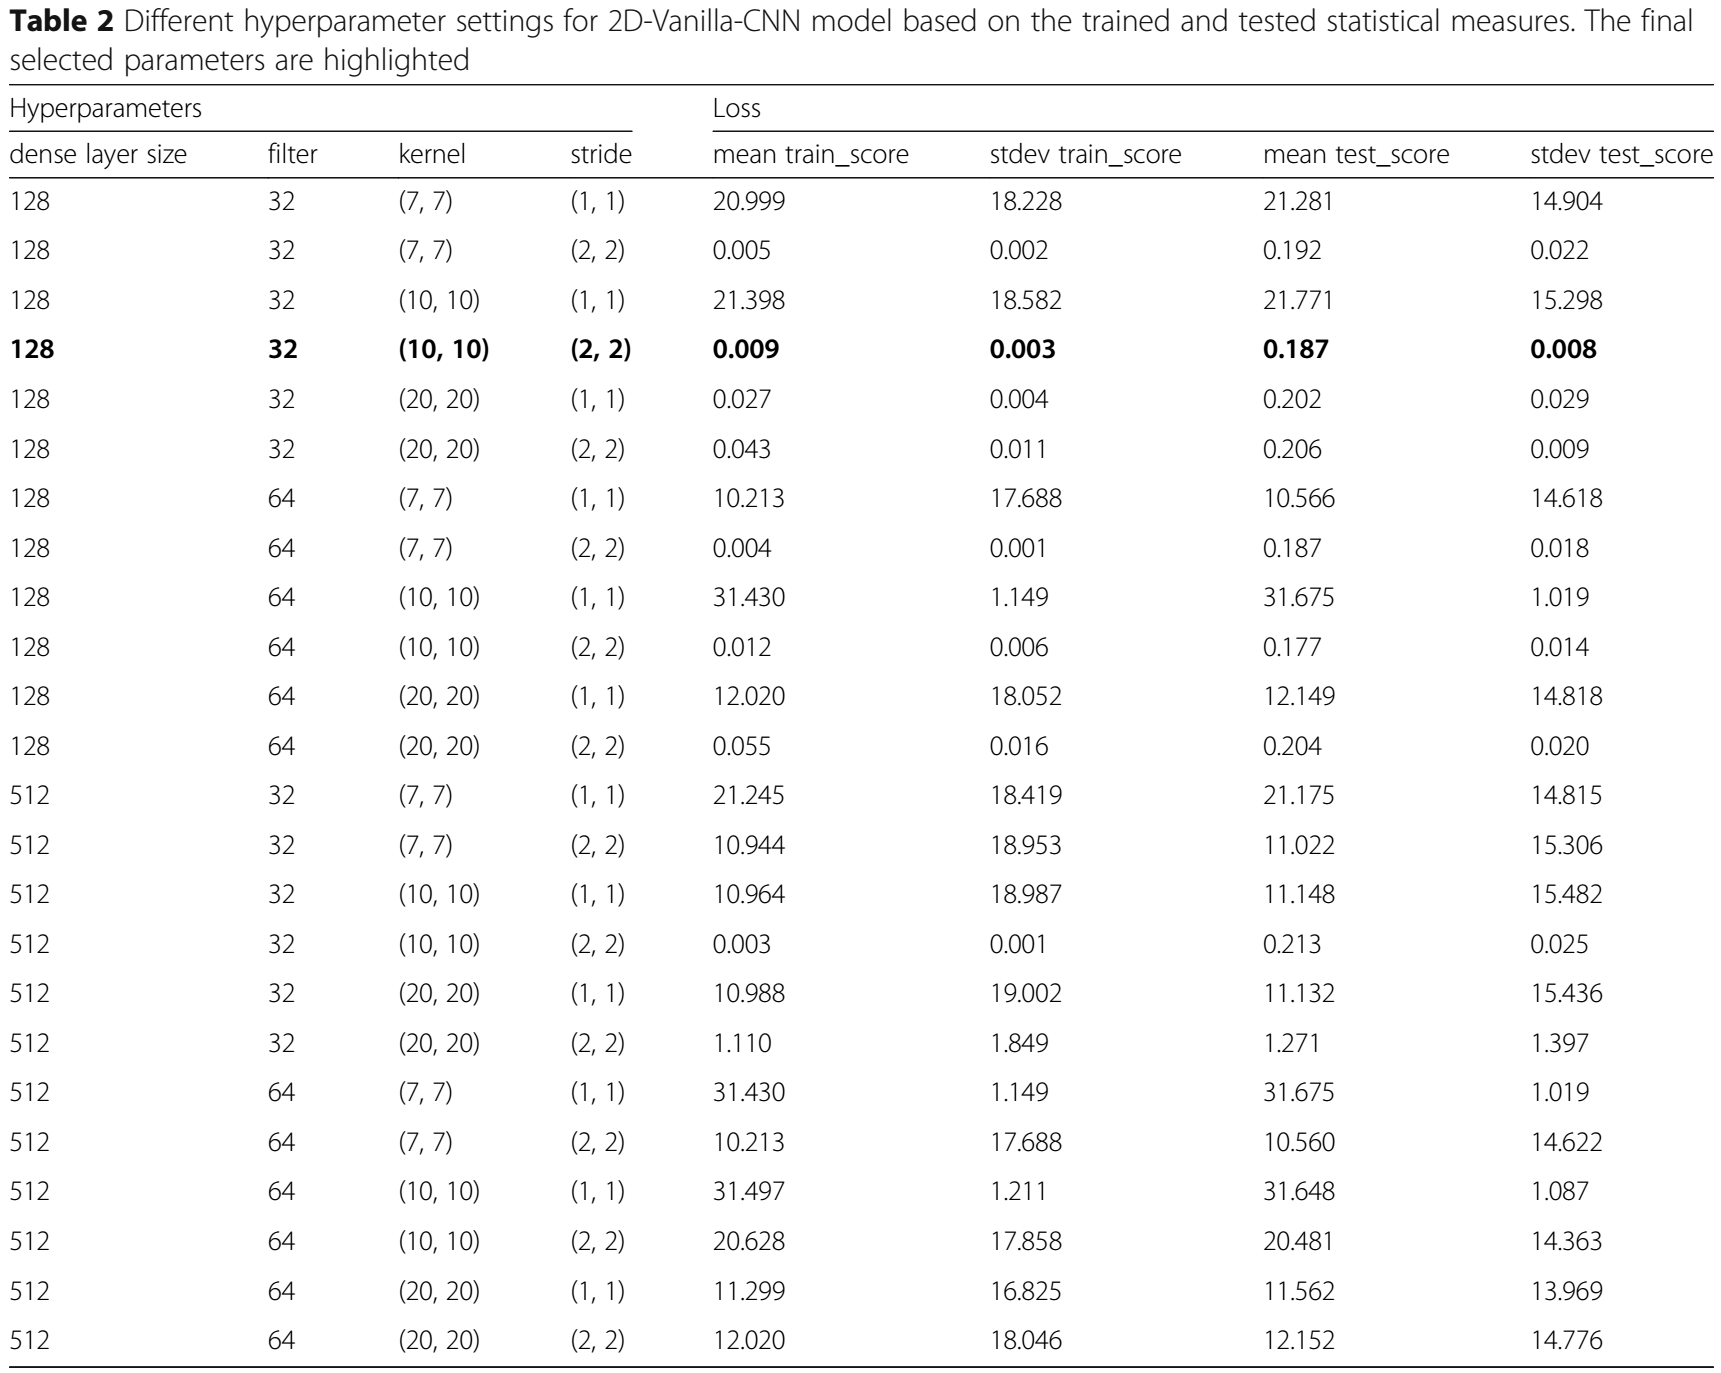 Table 2 Different hyperparameter settings for 2D-Vanilla-CNN model based on the trained and tested statistical measures. The final
selected parameters are highlighted
Hyperparameters Loss
dense layer size filter kernel stride mean train_score stdev train_score mean test_score stdev test_score
128 32 (7, 7) (1, 1) 20.999 18.228 21.281 14.904
128 32 (7, 7) (2, 2) 0.005 0.002 0.192 0.022
128 32 (10, 10) (1, 1) 21.398 18.582 21.771 15.298
128 32 (10, 10) (2, 2) 0.009 0.003 0.187 0.008
128 32 (20, 20) (1, 1) 0.027 0.004 0.202 0.029
128 32 (20, 20) (2, 2) 0.043 0.011 0.206 0.009
128 64 (7, 7) (1, 1) 10.213 17.688 10.566 14.618
128 64 (7, 7) (2, 2) 0.004 0.001 0.187 0.018
128 64 (10, 10) (1, 1) 31.430 1.149 31.675 1.019
128 64 (10, 10) (2, 2) 0.012 0.006 0.177 0.014
128 64 (20, 20) (1, 1) 12.020 18.052 12.149 14.818
128 64 (20, 20) (2, 2) 0.055 0.016 0.204 0.020
512 32 (7, 7) (1, 1) 21.245 18.419 21.175 14.815
512 32 (7, 7) (2, 2) 10.944 18.953 11.022 15.306
512 32 (10, 10) (1, 1) 10.964 18.987 11.148 15.482
512 32 (10, 10) (2, 2) 0.003 0.001 0.213 0.025
512 32 (20, 20) (1, 1) 10.988 19.002 11.132 15.436
512 32 (20, 20) (2, 2) 1.110 1.849 1.271 1.397
512 64 (7, 7) (1, 1) 31.430 1.149 31.675 1.019
512 64 (7, 7) (2, 2) 10.213 17.688 10.560 14.622
512 64 (10, 10) (1, 1) 31.497 1.211 31.648 1.087
512 64 (10, 10) (2, 2) 20.628 17.858 20.481 14.363
512 64 (20, 20) (1, 1) 11.299 16.825 11.562 13.969
512 64 (20, 20) (2, 2) 12.020 18.046 12.152 14.776